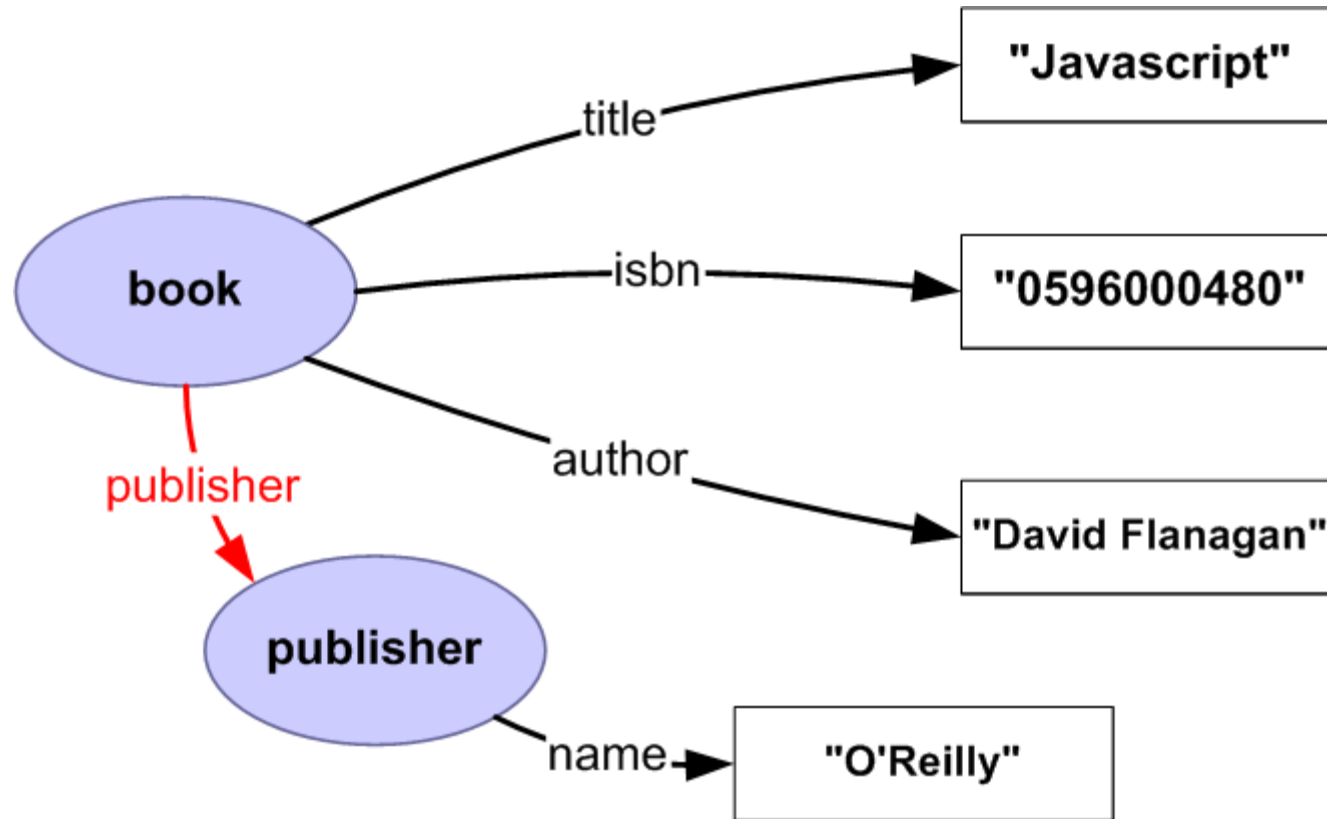 "Javascript"
title
isbn
book
"0596000480"
author
publisher
"David Flanagan"
publisher
name
"O'Reilly"